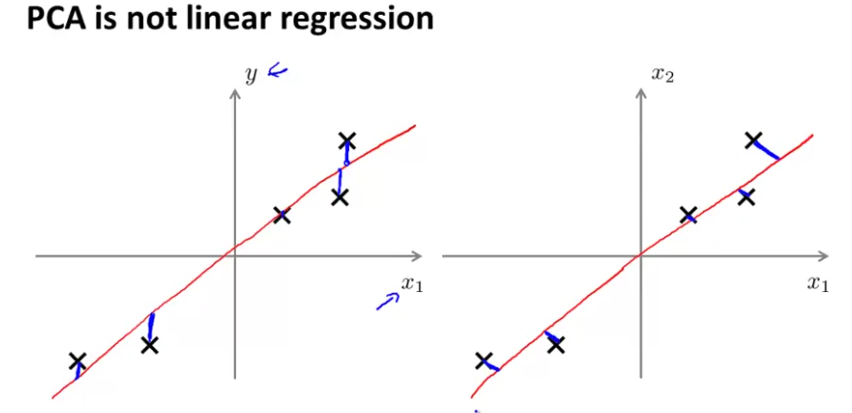 PCA is not linear regression
y
x₂
x₁
x₁